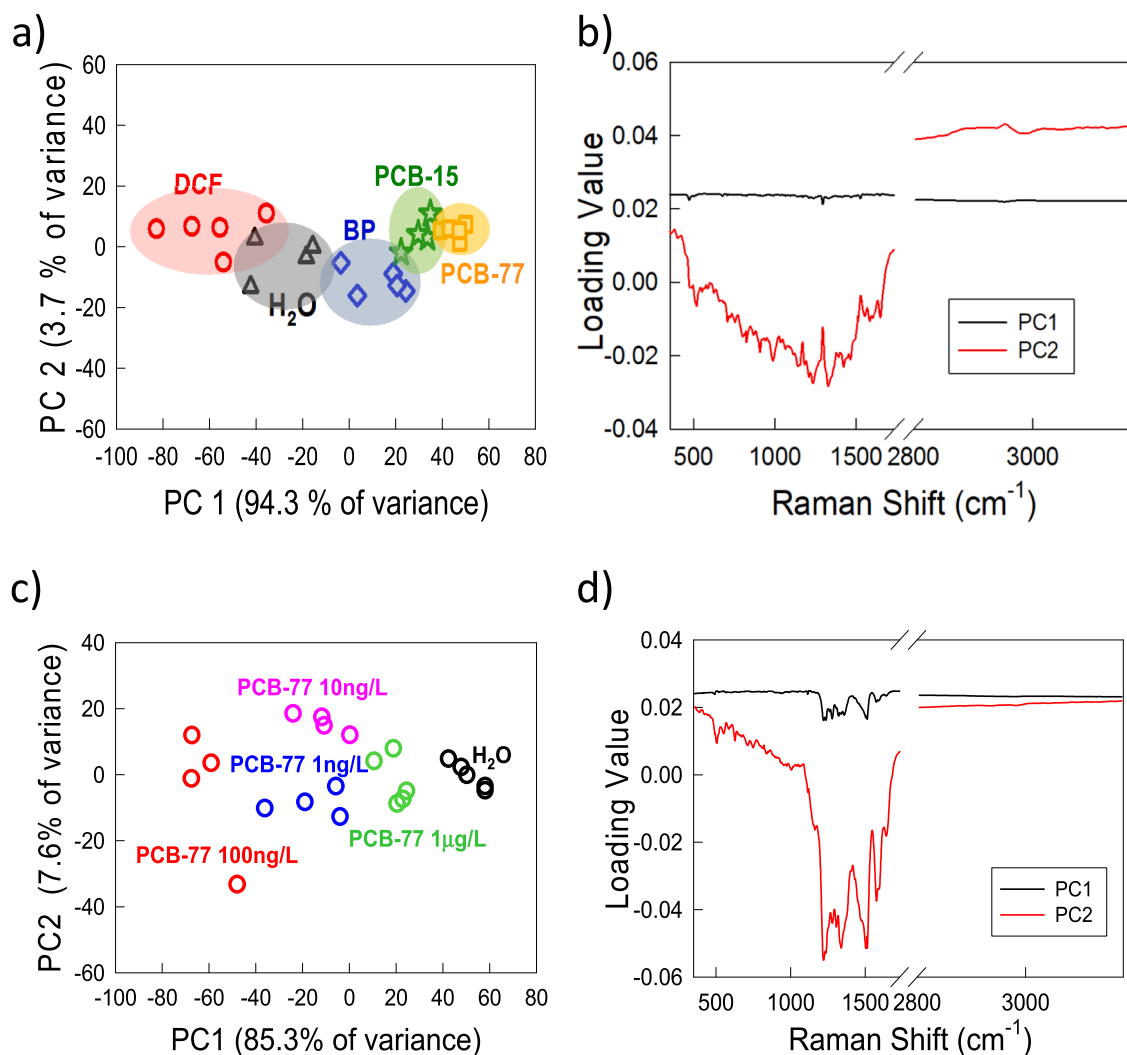 a)
60
40
20
0
-20
-40
-60
-100 -80 -60 -40 -20 0 20 40 60 80
PC 2 (3.7 % of variance)
PC 1 (94.3 % of variance)
DCF
H₂O
BP
PCB-15
PCB-77
b)
0.06
0.04
0.02
0.00
-0.02
-0.04
500 1000 1500 2800 3000
Loading Value
Raman Shift (cm⁻¹)
PC1
PC2
c)
40
20
0
-20
-40
-60
-100 -80 -60 -40 -20 0 20 40 60 80
PC2 (7.6% of variance)
PC1 (85.3% of variance)
PCB-77 10ng/L
PCB-77 1ng/L
H₂O
PCB-77 1μg/L
PCB-77 100ng/L
d)
0.04
0.02
0.00
-0.02
-0.04
-0.06
500 1000 1500 2800 3000
Loading Value
Raman Shift (cm⁻¹)
PC1
PC2